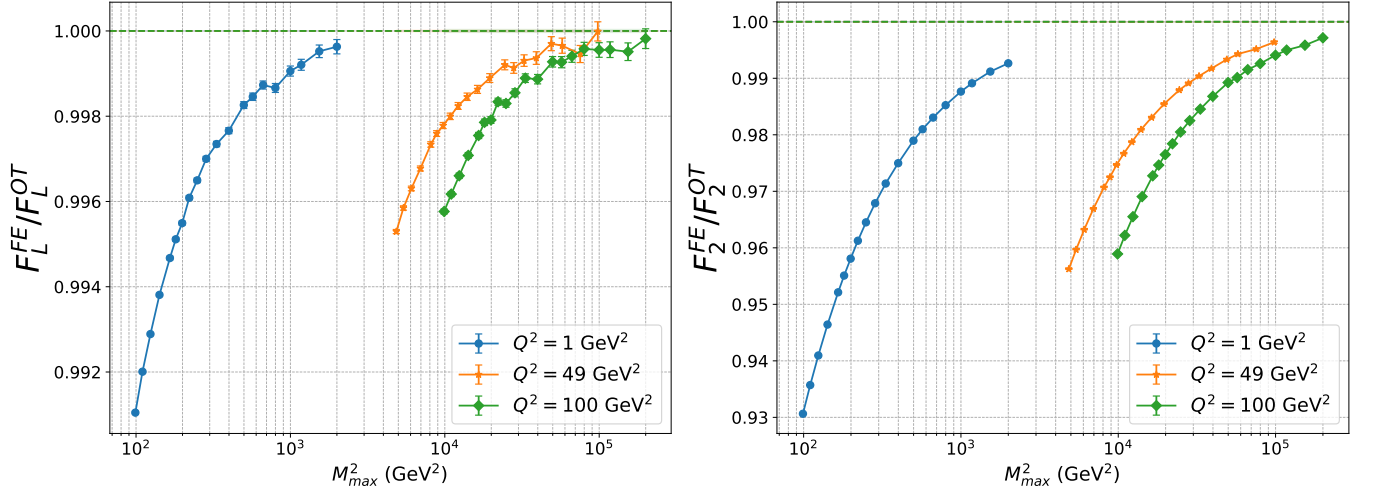 1.000
0.998
0.996
0.994
0.992
F_L^{FE}/F_L^{OT}
10^2 10^3 10^4 10^5
M^2_{max} (GeV^2)
Q^2 = 1 GeV^2
Q^2 = 49 GeV^2
Q^2 = 100 GeV^2
1.00
0.99
0.98
0.97
0.96
0.95
0.94
0.93
F_2^{FE}/F_2^{OT}
10^2 10^3 10^4 10^5
M^2_{max} (GeV^2)
Q^2 = 1 GeV^2
Q^2 = 49 GeV^2
Q^2 = 100 GeV^2